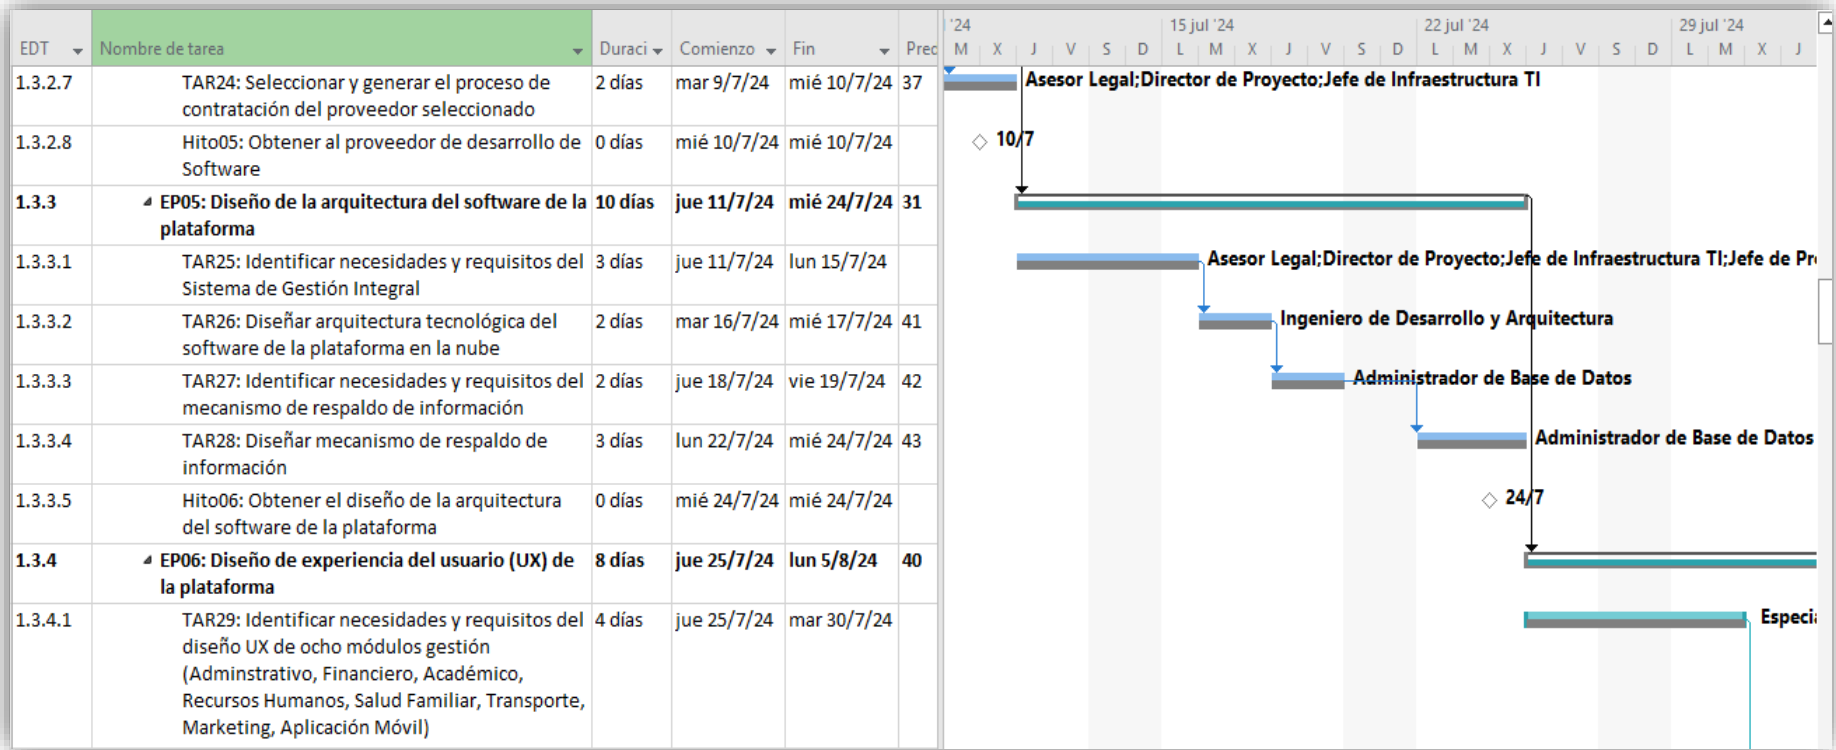 EDT Nombre de tarea Duraci Comienzo Fin Pred
'24 15 jul '24 22 jul '24 29 jul '24
M X J V S D L M X J V S D L M X J V S D L M X J
1.3.2.7 TAR24: Seleccionar y generar el proceso de 2 días mar 9/7/24 mié 10/7/24 37 Asesor Legal;Director de Proyecto;Jefe de Infraestructura TI
contratación del proveedor seleccionado
1.3.2.8 Hito05: Obtener al proveedor de desarrollo de 0 días mié 10/7/24 mié 10/7/24 10/7
Software
1.3.3 EP05: Diseño de la arquitectura del software de la 10 días jue 11/7/24 mié 24/7/24 31
plataforma
1.3.3.1 TAR25: Identificar necesidades y requisitos del 3 días jue 11/7/24 lun 15/7/24 Asesor Legal;Director de Proyecto;Jefe de Infraestructura TI;Jefe de Pr
Sistema de Gestión Integral
1.3.3.2 TAR26: Diseñar arquitectura tecnológica del 2 días mar 16/7/24 mié 17/7/24 41 Ingeniero de Desarrollo y Arquitectura
software de la plataforma en la nube
1.3.3.3 TAR27: Identificar necesidades y requisitos del 2 días jue 18/7/24 vie 19/7/24 42 Administrador de Base de Datos
mecanismo de respaldo de información
1.3.3.4 TAR28: Diseñar mecanismo de respaldo de 3 días lun 22/7/24 mié 24/7/24 43 Administrador de Base de Datos
información
1.3.3.5 Hito06: Obtener el diseño de la arquitectura 0 días mié 24/7/24 mié 24/7/24 24/7
del software de la plataforma
1.3.4 EP06: Diseño de experiencia del usuario (UX) de 8 días jue 25/7/24 lun 5/8/24 40
la plataforma
1.3.4.1 TAR29: Identificar necesidades y requisitos del 4 días jue 25/7/24 mar 30/7/24 Especia
diseño UX de ocho módulos gestión
(Adminstrativo, Financiero, Académico,
Recursos Humanos, Salud Familiar, Transporte,
Marketing, Aplicación Móvil)